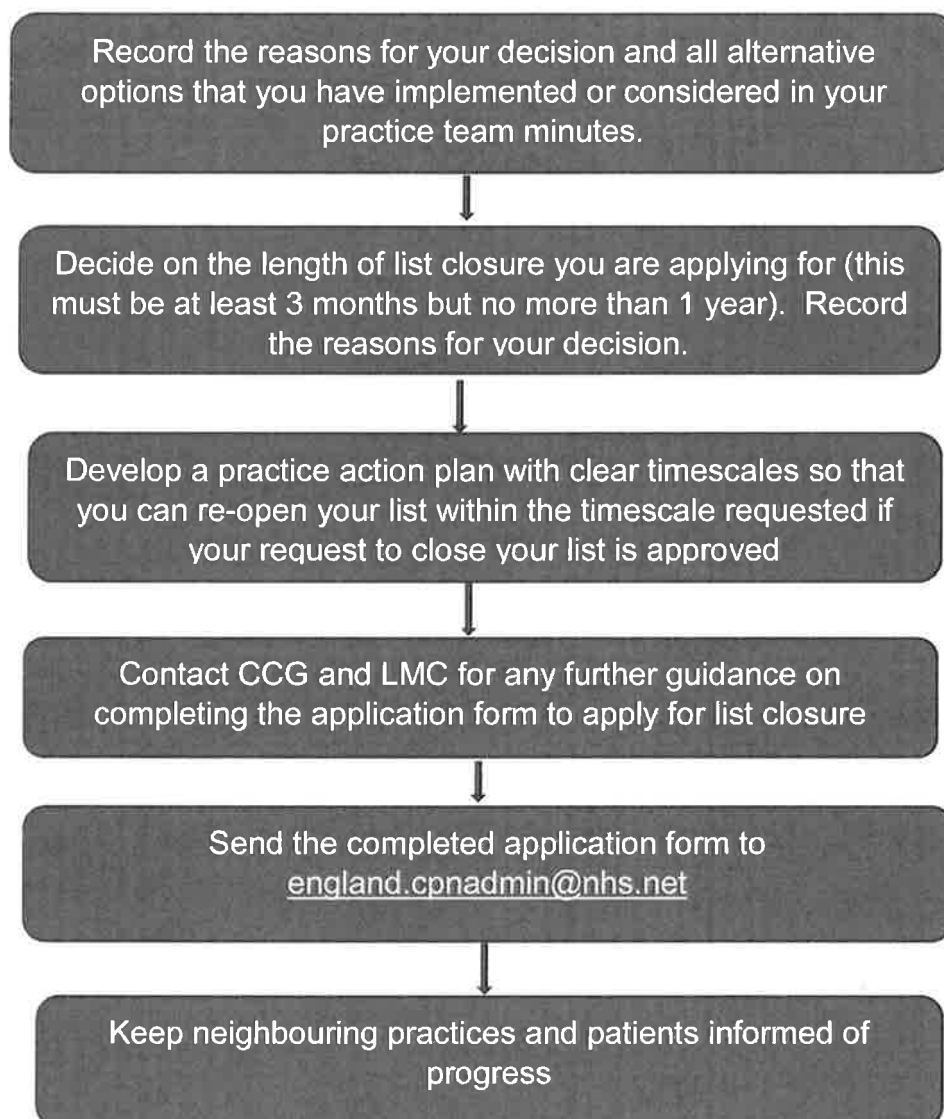 Record the reasons for your decision and all alternative
options that you have implemented or considered in your
practice team minutes.
Decide on the length of list closure you are applying for (this
must be at least 3 months but no more than 1 year).  Record
the reasons for your decision.
Develop a practice action plan with clear timescales so that
you can re-open your list within the timescale requested if
your request to close your list is approved
Contact CCG and LMC for any further guidance on
completing the application form to apply for list closure
Send the completed application form to
england.cpnadmin@nhs.net
Keep neighbouring practices and patients informed of
progress